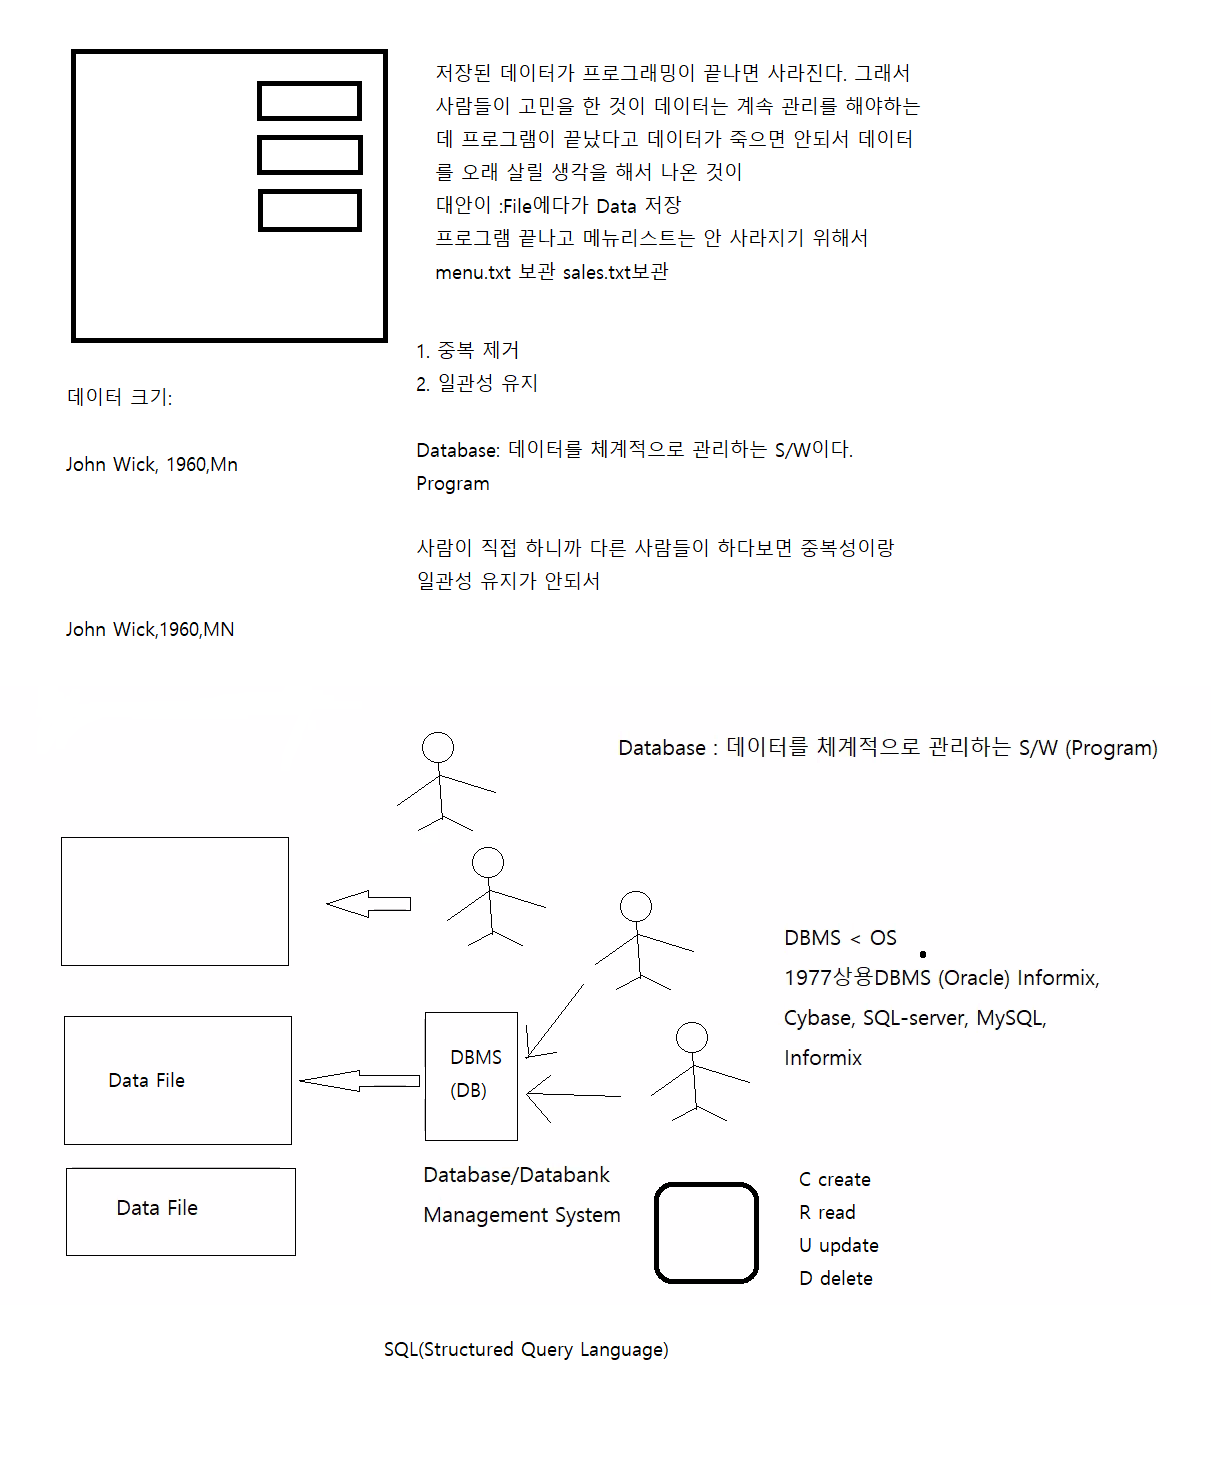 저장된 데이터가 프로그래밍이 끝나면 사라진다. 그래서
사람들이 고민을 한 것이 데이터는 계속 관리를 해야하는
데 프로그램이 끝났다고 데이터가 죽으면 안되서 데이터
를 오래 살릴 생각을 해서 나온 것이
대안이 :File에다가 Data 저장
프로그램 끝나고 메뉴리스트는 안 사라지기 위해서
menu.txt 보관 sales.txt보관
1. 중복 제거
2. 일관성 유지
데이터 크기:
Database: 데이터를 체계적으로 관리하는 S/W이다.
Program
John Wick, 1960,Mn
사람이 직접 하니까 다른 사람들이 하다보면 중복성이랑
일관성 유지가 안되서
John Wick,1960,MN
Database : 데이터를 체계적으로 관리하는 S/W (Program)
DBMS < OS
1977상용DBMS (Oracle) Informix,
Cybase, SQL-server, MySQL,
Informix
Data File
DBMS
(DB)
Data File
Database/Databank
Management System
C create
R read
U update
D delete
SQL(Structured Query Language)